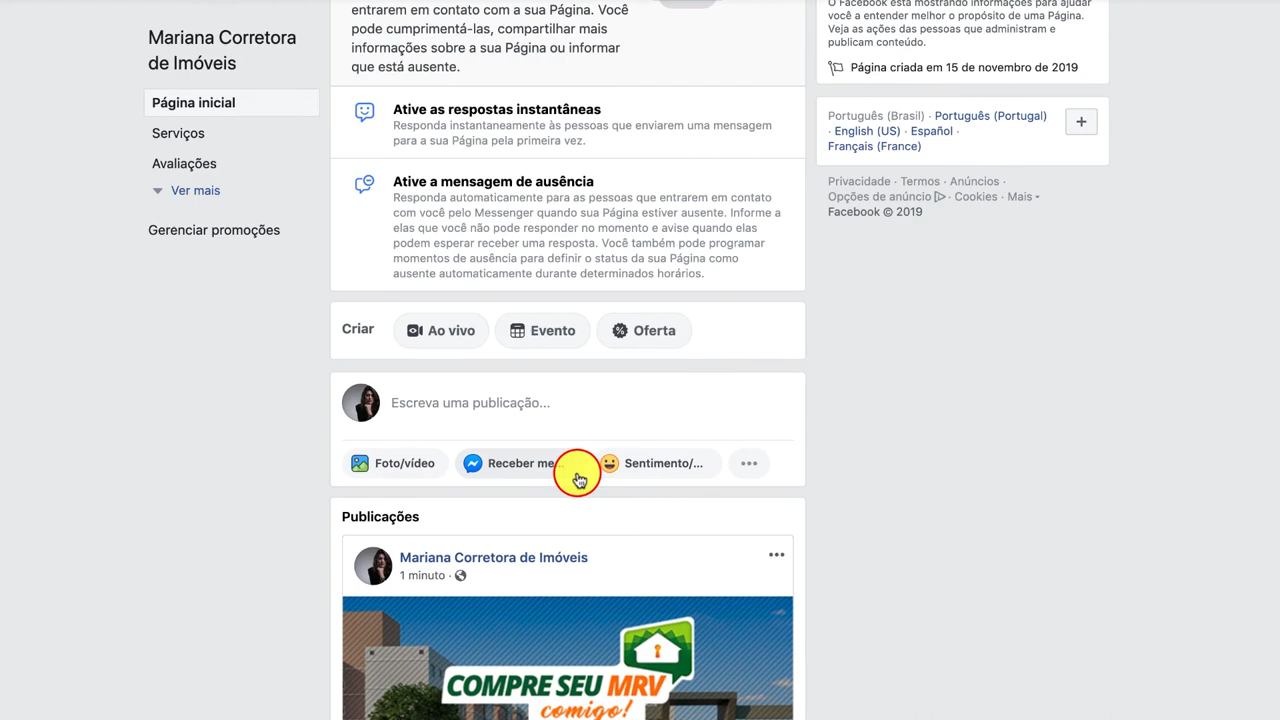 entrarem em contato com a sua Página. Você
pode cumprimentá-las, compartilhar mais
informações sobre a sua Página ou informar
que está ausente.
Mariana Corretora
de Imóveis
Página inicial
Serviços
Avaliações
Ver mais
Gerenciar promoções
Ative as respostas instantâneas
Responda instantaneamente às pessoas que enviarem uma mensagem
para a sua Página pela primeira vez.
Ative a mensagem de ausência
Responda automaticamente para as pessoas que entrarem em contato
com você pelo Messenger quando sua Página estiver ausente. Informe a
elas que você não pode responder no momento e avise quando elas
podem esperar receber uma resposta. Você também pode programar
momentos de ausência para definir o status da sua Página como
ausente automaticamente durante determinados horários.
Criar
Ao vivo
Evento
Oferta
Escreva uma publicação...
Foto/vídeo
Receber me...
Sentimento/...
Publicações
Mariana Corretora de Imóveis
1 minuto ·
COMPRE SEU MRV
comigo!
O Facebook está mostrando informações para ajudar
você a entender melhor o propósito de uma Página.
Veja as ações das pessoas que administram e
publicam conteúdo.
Página criada em 15 de novembro de 2019
Português (Brasil) · Português (Portugal)
· English (US) · Español ·
Français (France)
Privacidade · Termos · Anúncios ·
Opções de anúncio · Cookies · Mais
Facebook © 2019